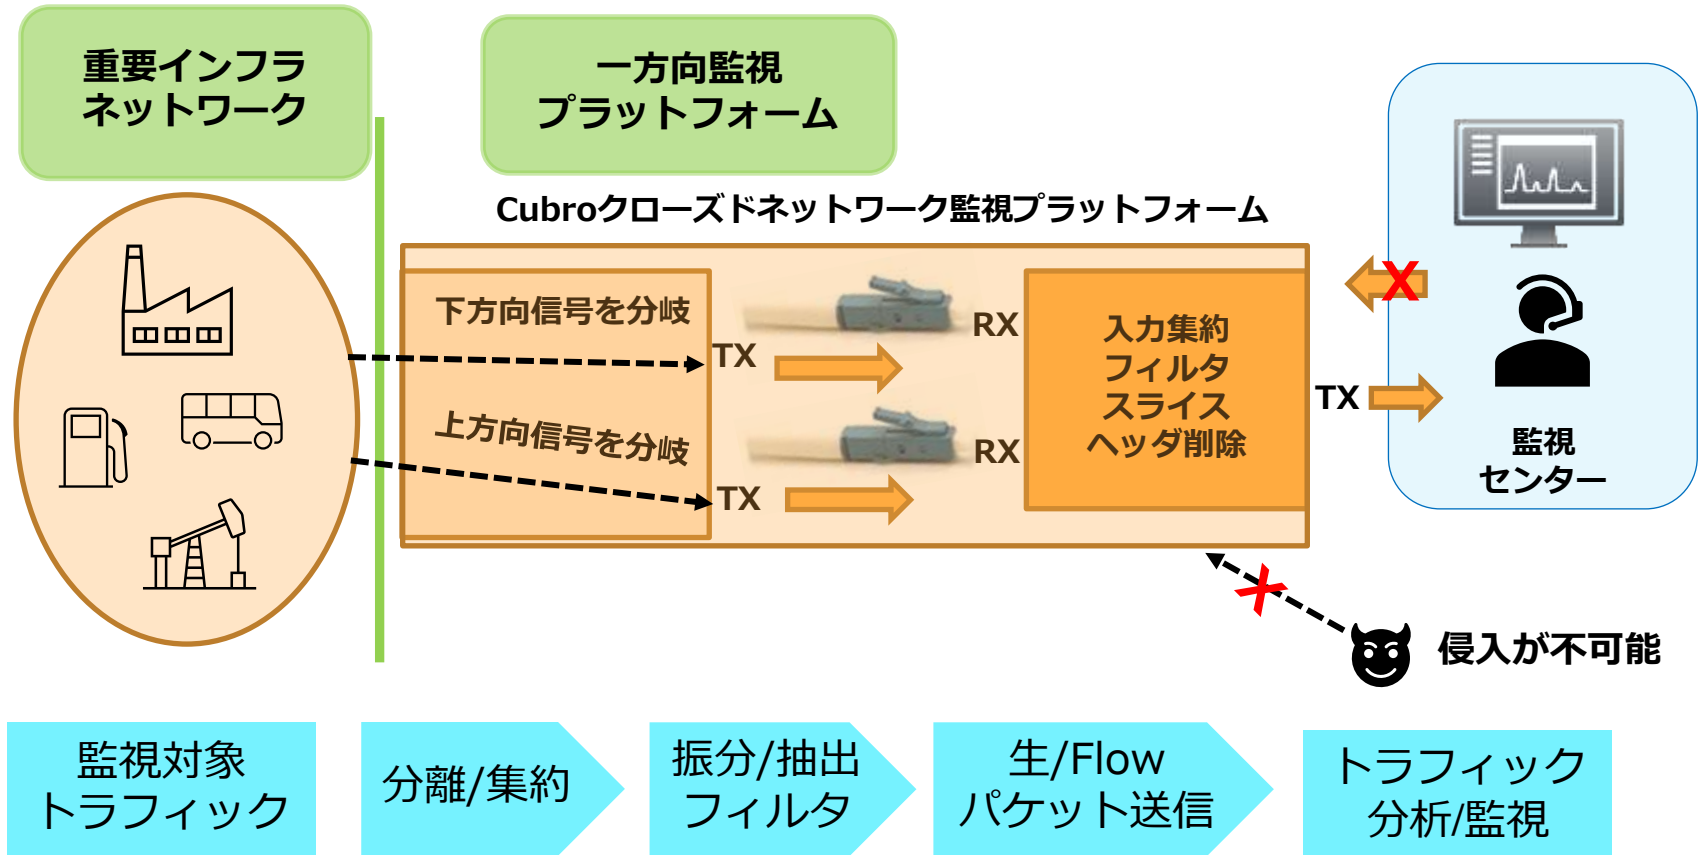 重要インフラ
ネットワーク
一方向監視
プラットフォーム
Cubroクローズドネットワーク監視プラットフォーム
下方向信号を分岐
TX
RX
上方向信号を分岐
TX
RX
入力集約
フィルタ
スライス
ヘッダ削除
X
TX
監視
センター
X
侵入が不可能
監視対象
トラフィック
分離/集約
振分/抽出
フィルタ
生/Flow
パケット送信
トラフィック
分析/監視